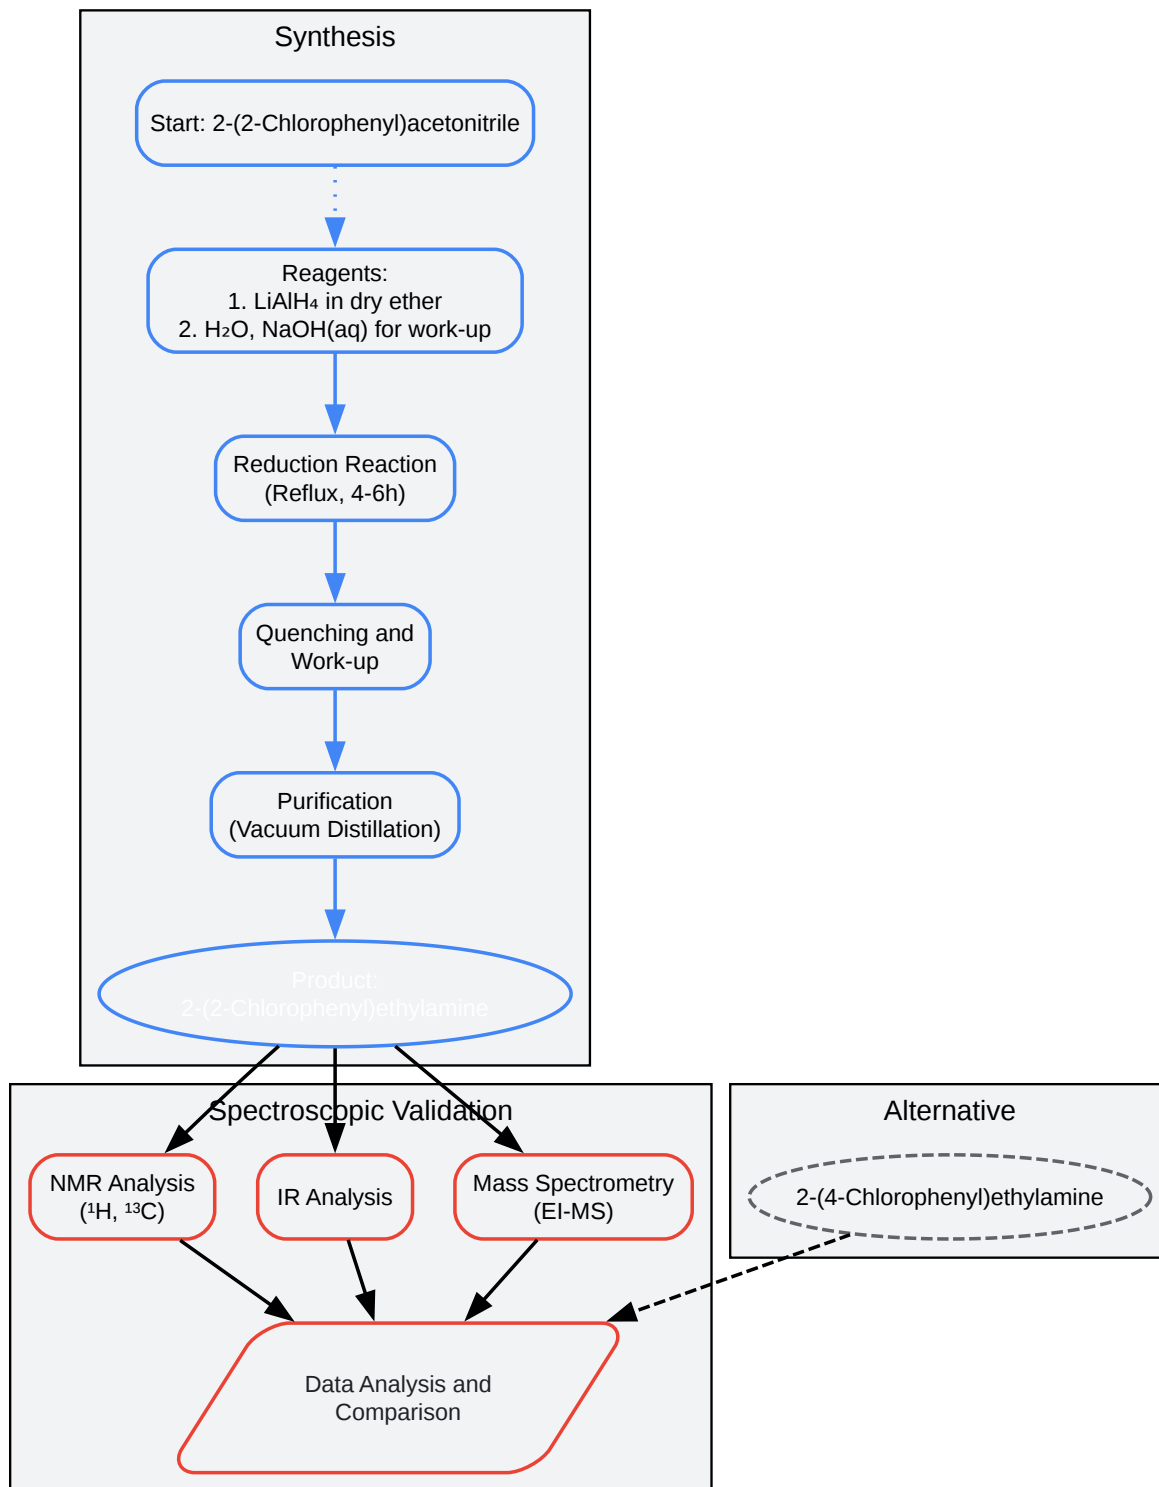 Synthesis
Start: 2-(2-Chlorophenyl)acetonitrile
Reagents:
1. LiAlH₄ in dry ether
2. H₂O, NaOH(aq) for work-up
Reduction Reaction
(Reflux, 4-6h)
Quenching and
Work-up
Purification
(Vacuum Distillation)
Product:
2-(2-Chlorophenyl)ethylamine
Spectroscopic Validation
Alternative
NMR Analysis
(¹H, ¹³C)
IR Analysis
Mass Spectrometry
(EI-MS)
2-(4-Chlorophenyl)ethylamine
Data Analysis and
Comparison